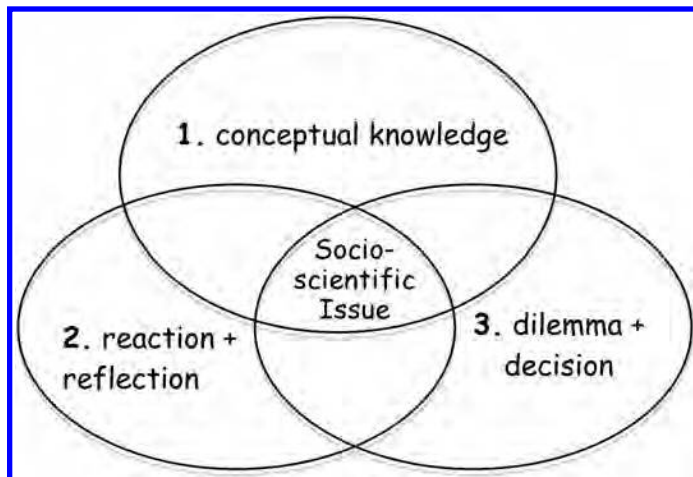 1. conceptual knowledge
Socio-
scientific
Issue
2. reaction +
reflection
3. dilemma +
decision